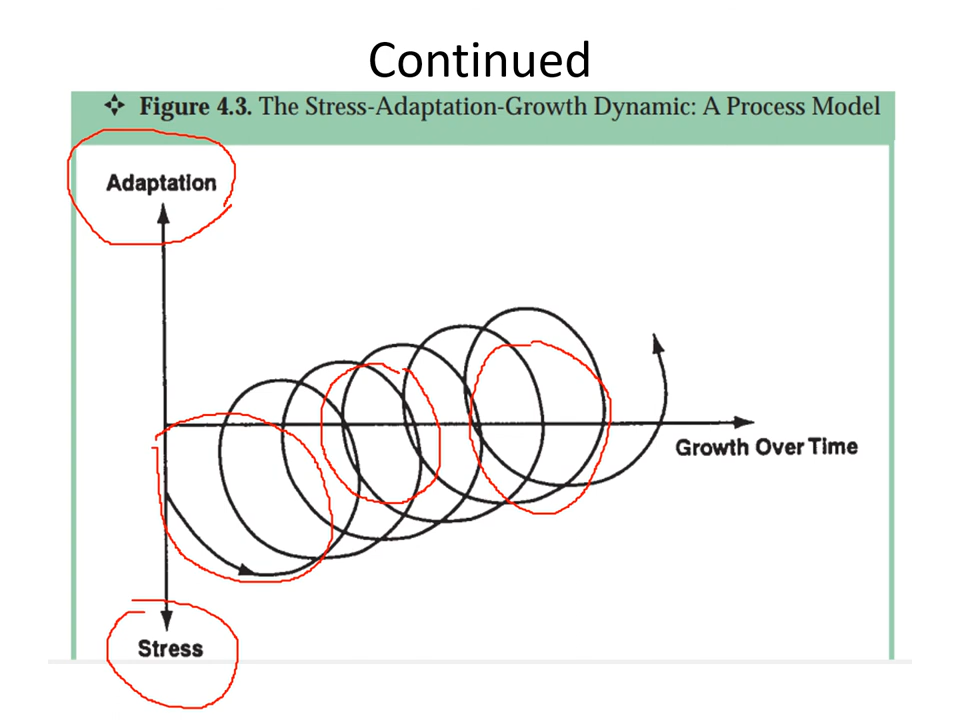 Continued
Figure 4.3. The Stress-Adaptation-Growth Dynamic: A Process Model
Adaptation
Growth Over Time
Stress